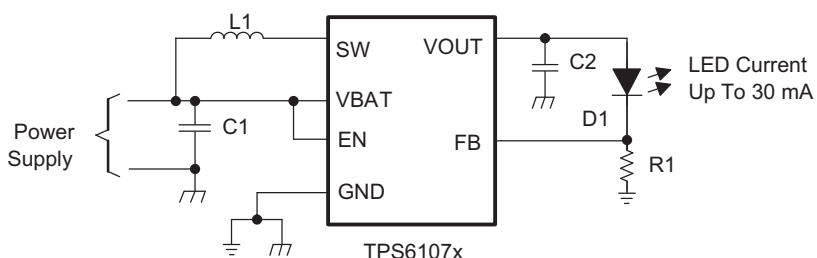 L1
SW
VOUT
C2
LED Current
Up To 30 mA
D1
Power
Supply
C1
VBAT
EN
FB
R1
GND
TPS6107x